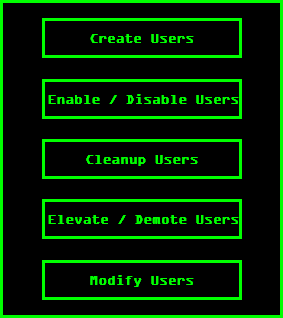 Create Users
Enable / Disable Users
Cleanup Users
Elevate / Demote Users
Modify Users